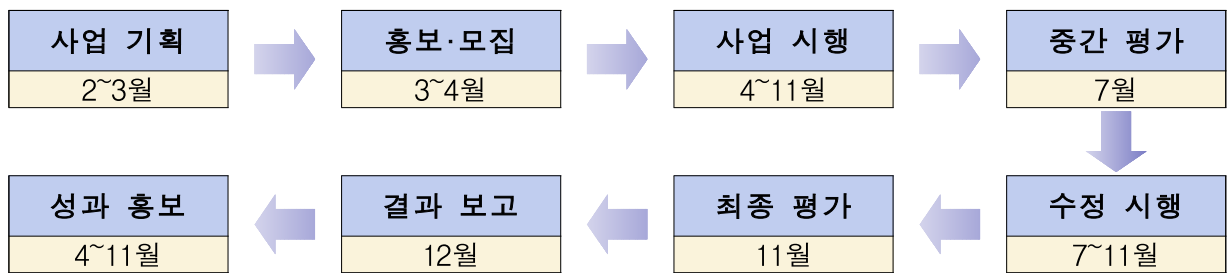 사업 기획
2~3월
홍보·모집
3~4월
사업 시행
4~11월
중간 평가
7월
수정 시행
7~11월
최종 평가
11월
결과 보고
12월
성과 홍보
4~11월